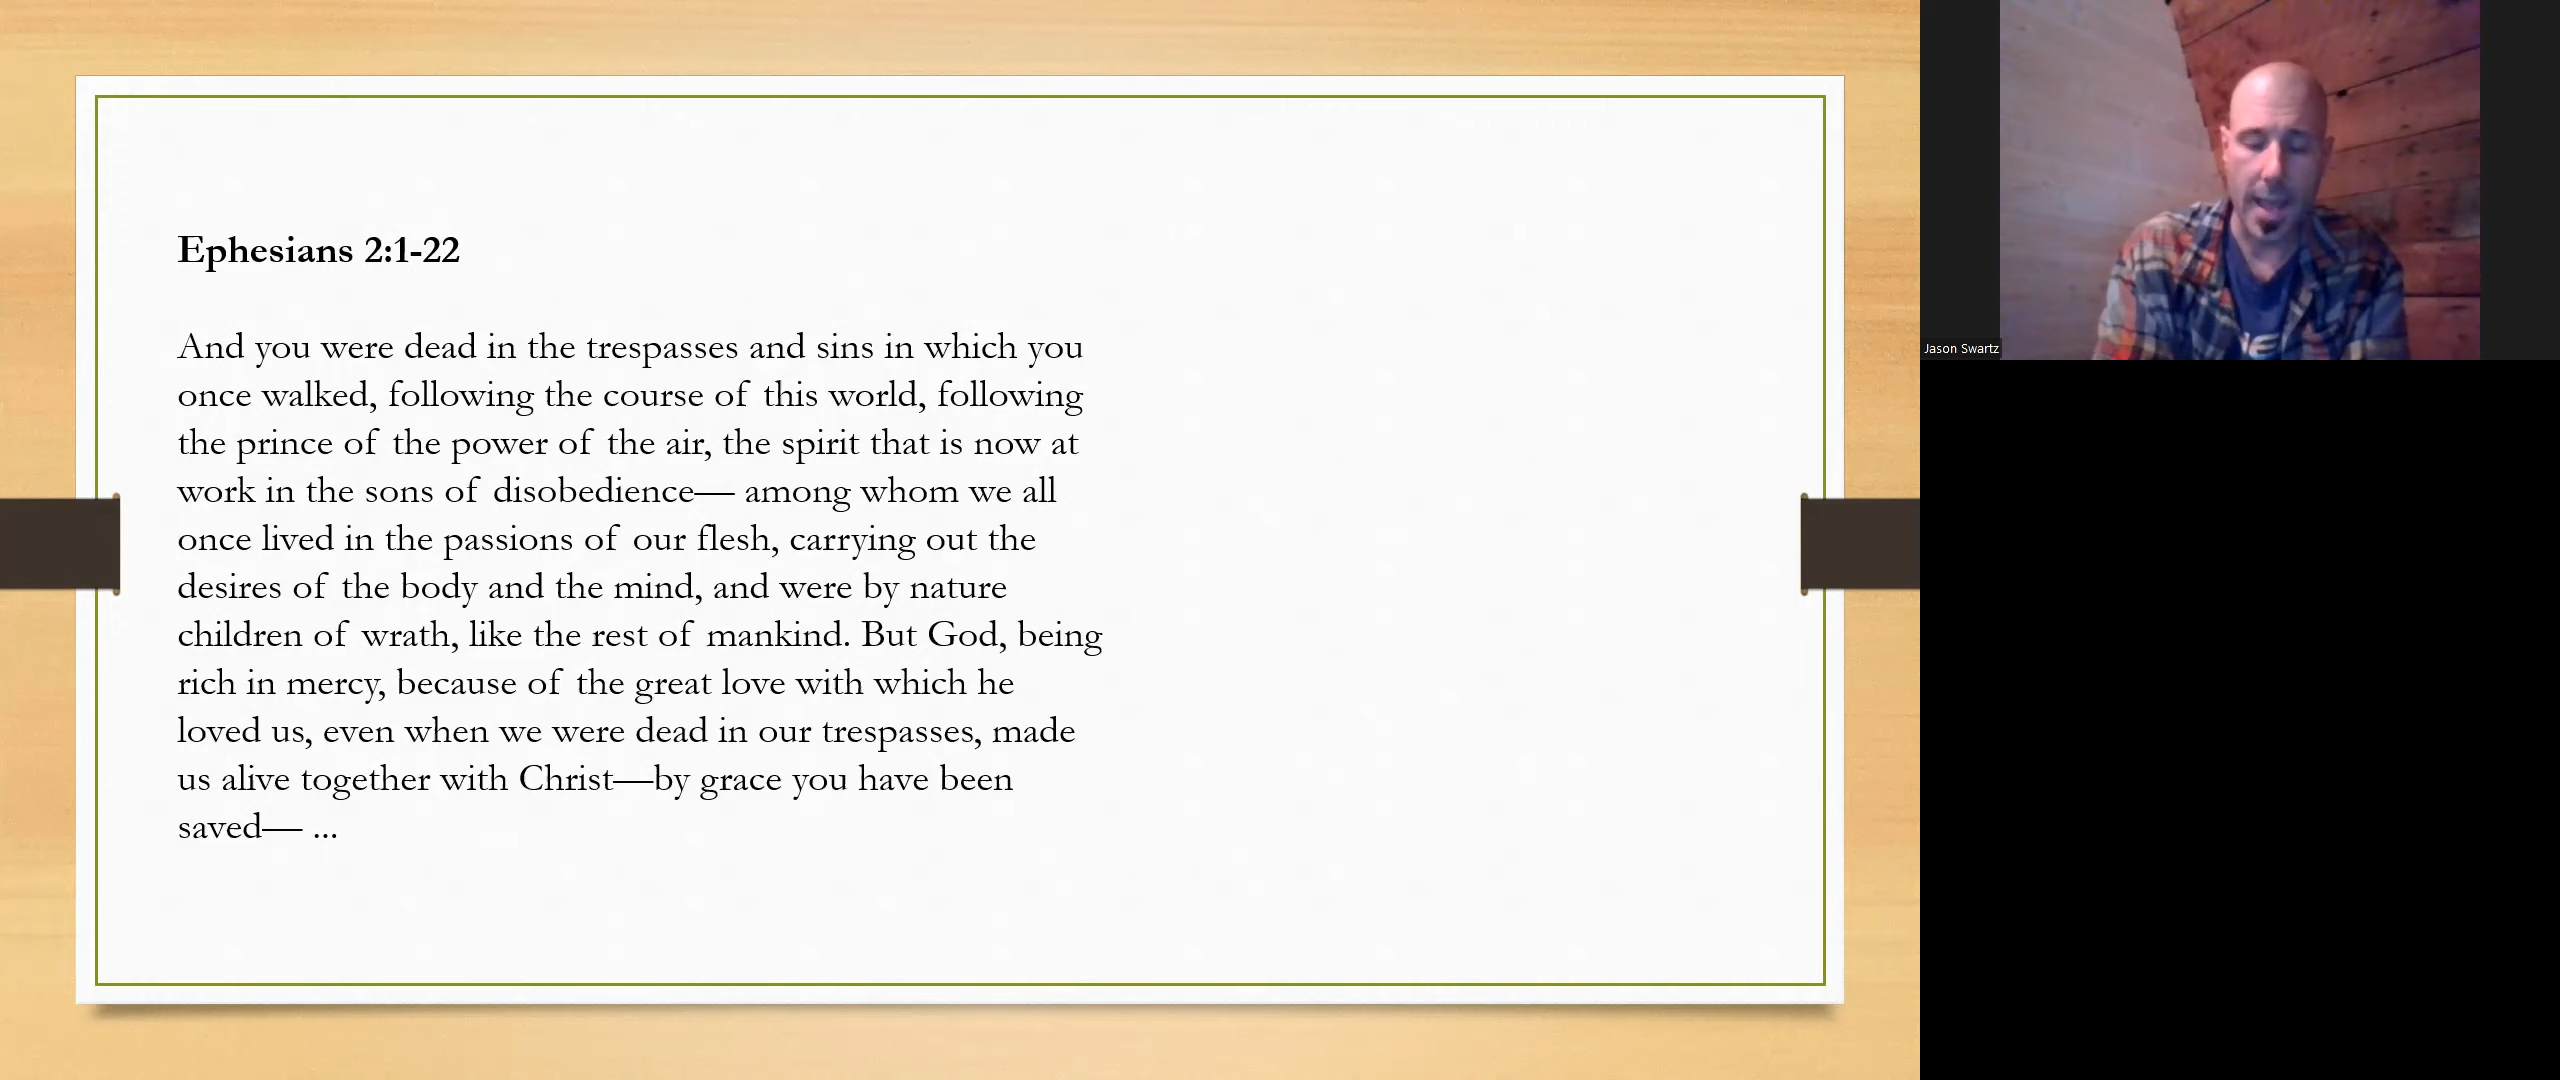 Ephesians 2:1-22
And you were dead in the trespasses and sins in which you
once walked, following the course of this world, following
the prince of the power of the air, the spirit that is now at
work in the sons of disobedience— among whom we all
once lived in the passions of our flesh, carrying out the
desires of the body and the mind, and were by nature
children of wrath, like the rest of mankind. But God, being
rich in mercy, because of the great love with which he
loved us, even when we were dead in our trespasses, made
us alive together with Christ—by grace you have been
saved— ...
Jason Swartz